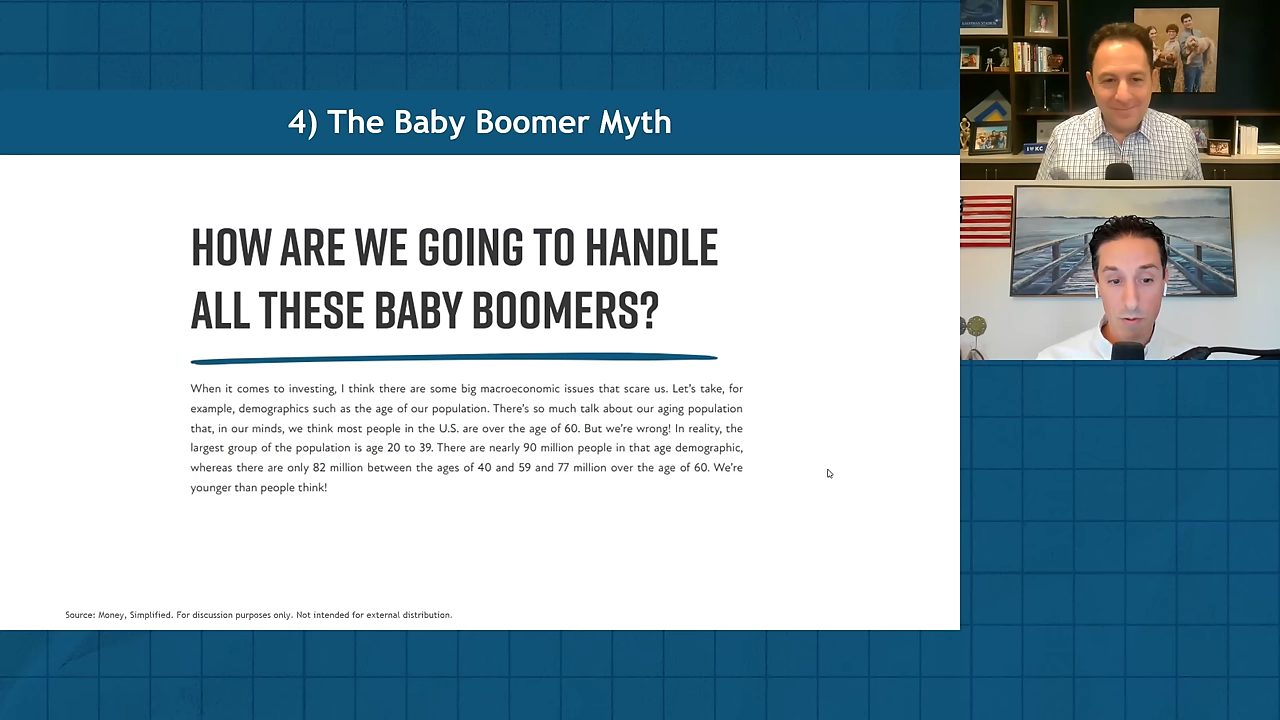 4) The Baby Boomer Myth
HOW ARE WE GOING TO HANDLE
ALL THESE BABY BOOMERS?
When it comes to investing, I think there are some big macroeconomic issues that scare us. Let's take, for
example, demographics such as the age of our population. There's so much talk about our aging population
that, in our minds, we think most people in the U.S. are over the age of 60. But we're wrong! In reality, the
largest group of the population is age 20 to 39. There are nearly 90 million people in that age demographic,
whereas there are only 82 million between the ages of 40 and 59 and 77 million over the age of 60. We're
younger than people think!
Source: Money, Simplified. For discussion purposes only. Not intended for external distribution.